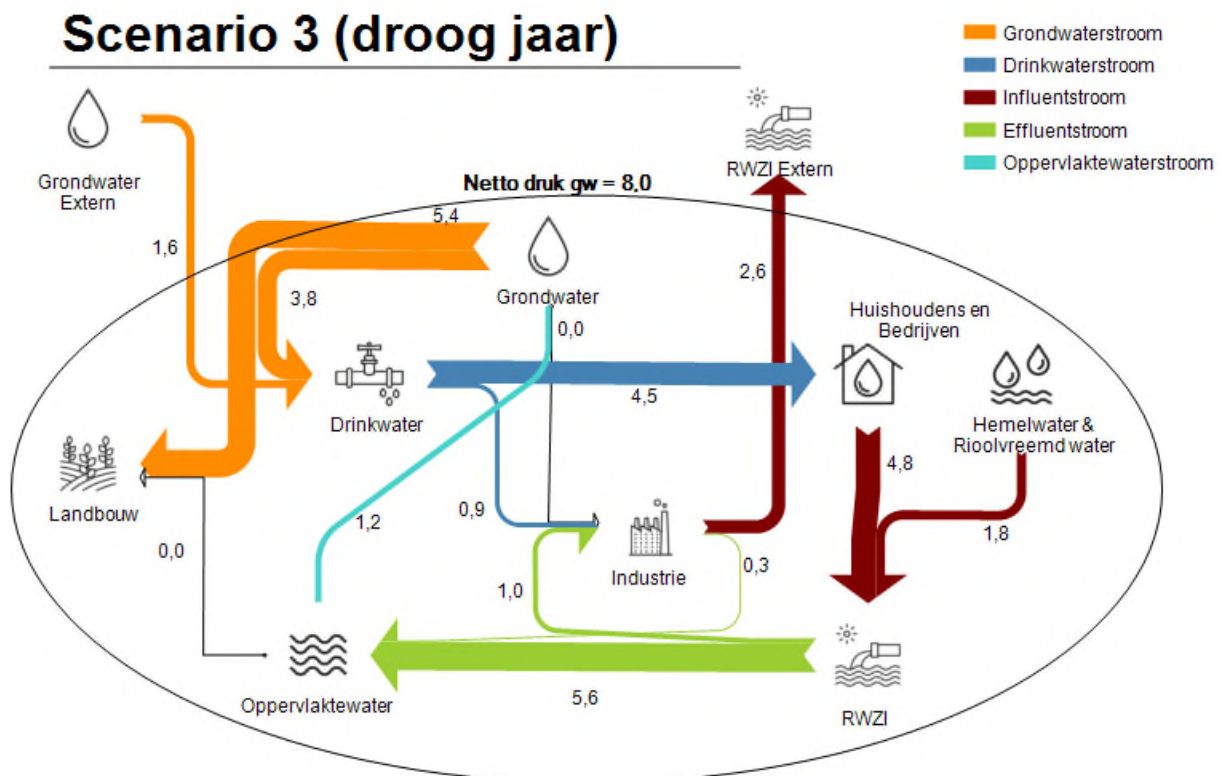 Scenario 3 (droog jaar)
Grondwaterstroom
Drinkwaterstroom
Influentstroom
Effluentstroom
Oppervlaktewaterstroom
Grondwater
Extern
RWZI Extern
Netto druk gw = 8,0
5,4
1,6
2,6
3,8
Grondwater
0,0
Huishoudens en
Bedrijven
4,5
Drinkwater
Hemelwater &
Rioolvreemd water
4,8
Landbouw
0,9
1,2
1,8
0,0
0,3
Industrie
1,0
Oppervlaktewater
5,6
RWZI